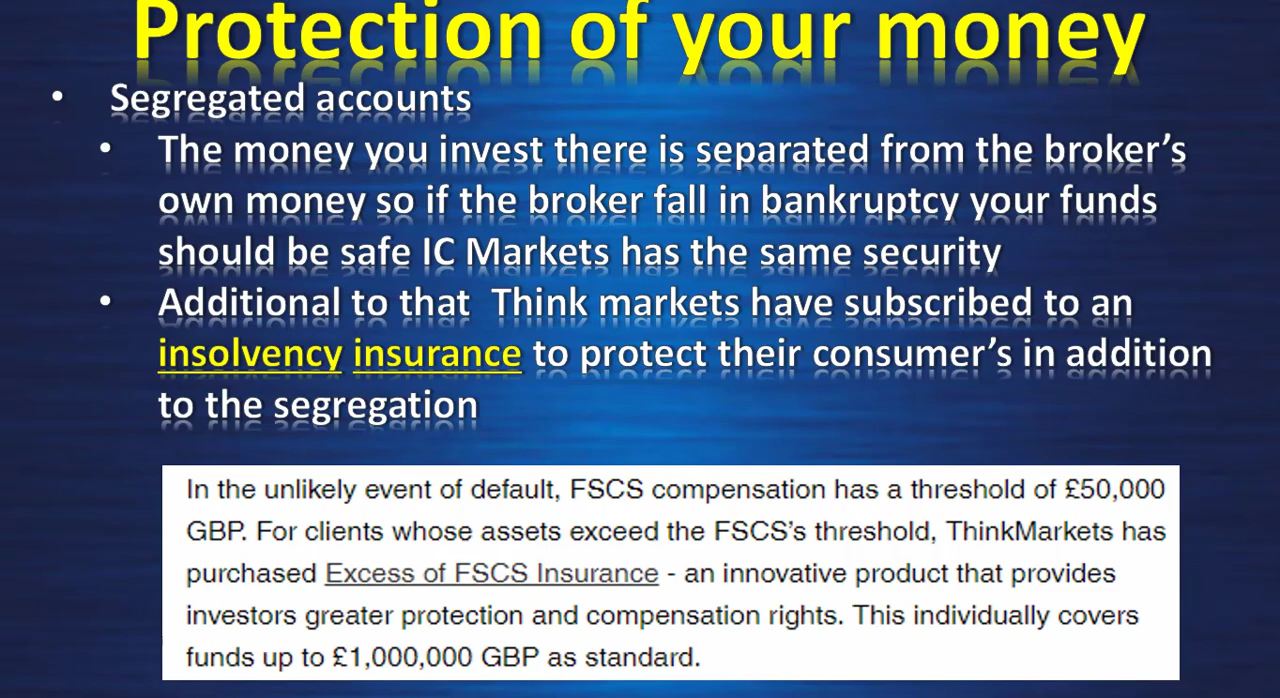 Protection of your money
• Segregated accounts
• The money you invest there is separated from the broker’s
own money so if the broker fall in bankruptcy your funds
should be safe IC Markets has the same security
• Additional to that Think markets have subscribed to an
insolvency insurance to protect their consumer’s in addition
to the segregation
In the unlikely event of default, FSCS compensation has a threshold of £50,000
GBP. For clients whose assets exceed the FSCS’s threshold, ThinkMarkets has
purchased Excess of FSCS Insurance - an innovative product that provides
investors greater protection and compensation rights. This individually covers
funds up to £1,000,000 GBP as standard.